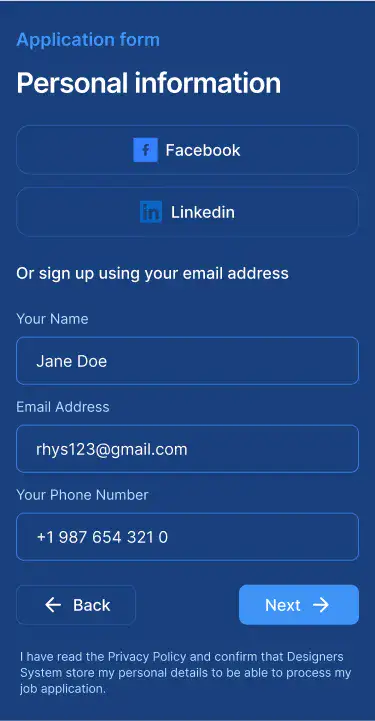 Application form
Personal information
f Facebook
in Linkedin
Or sign up using your email address
Your Name
Jane Doe
Email Address
rhys123@gmail.com
Your Phone Number
+1 987 654 321 0
Back
Next
I have read the Privacy Policy and confirm that Designers
System store my personal details to be able to process my
job application.